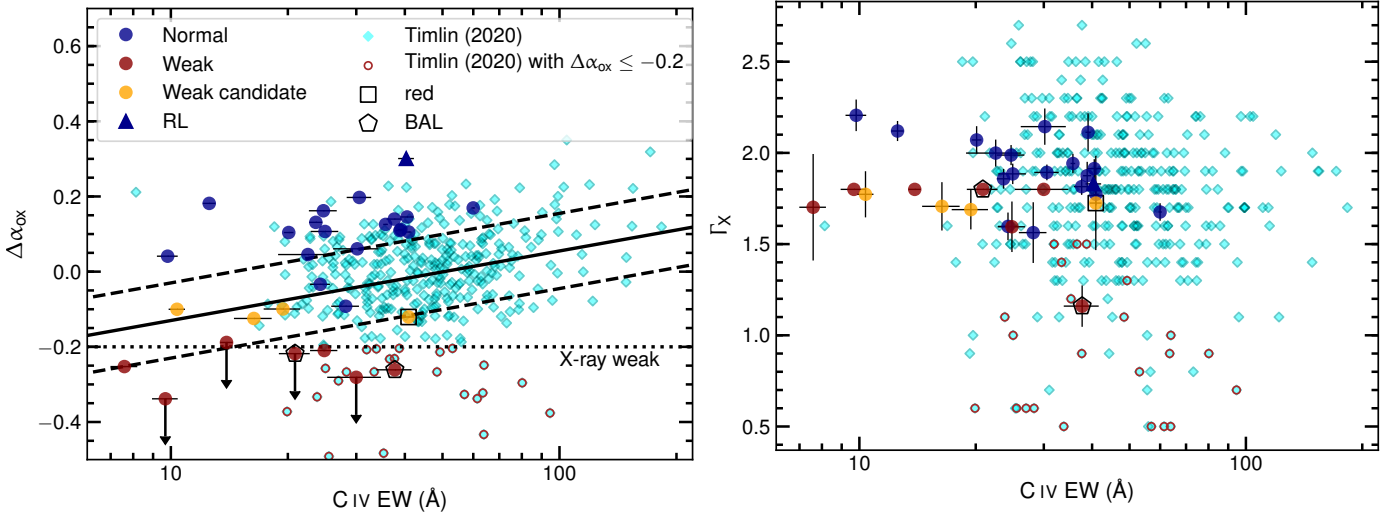 0.6
0.4
0.2
0.0
−0.2
−0.4
Δα_ox
Normal
Weak
Weak candidate
RL
Timlin (2020)
Timlin (2020) with Δα_ox ≤ −0.2
red
BAL
X-ray weak
10
100
C IV EW (Å)
2.5
2.0
1.5
1.0
0.5
Γ_X
10
100
C IV EW (Å)